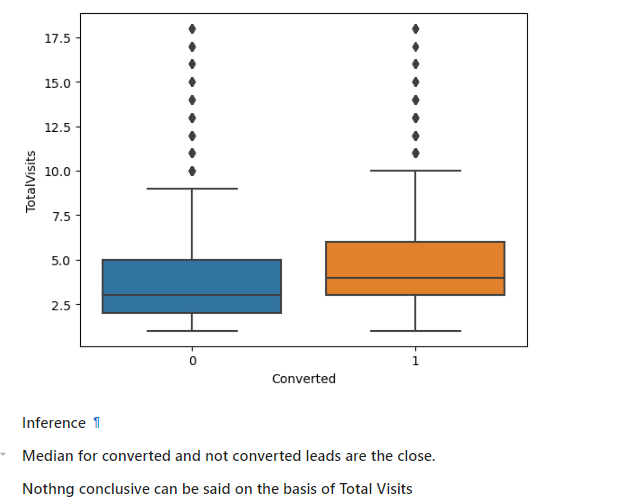 17.5
15.0
12.5
10.0
7.5
5.0
2.5
TotalVisits
0 1
Converted
Inference ¶
Median for converted and not converted leads are the close.
Nothng conclusive can be said on the basis of Total Visits